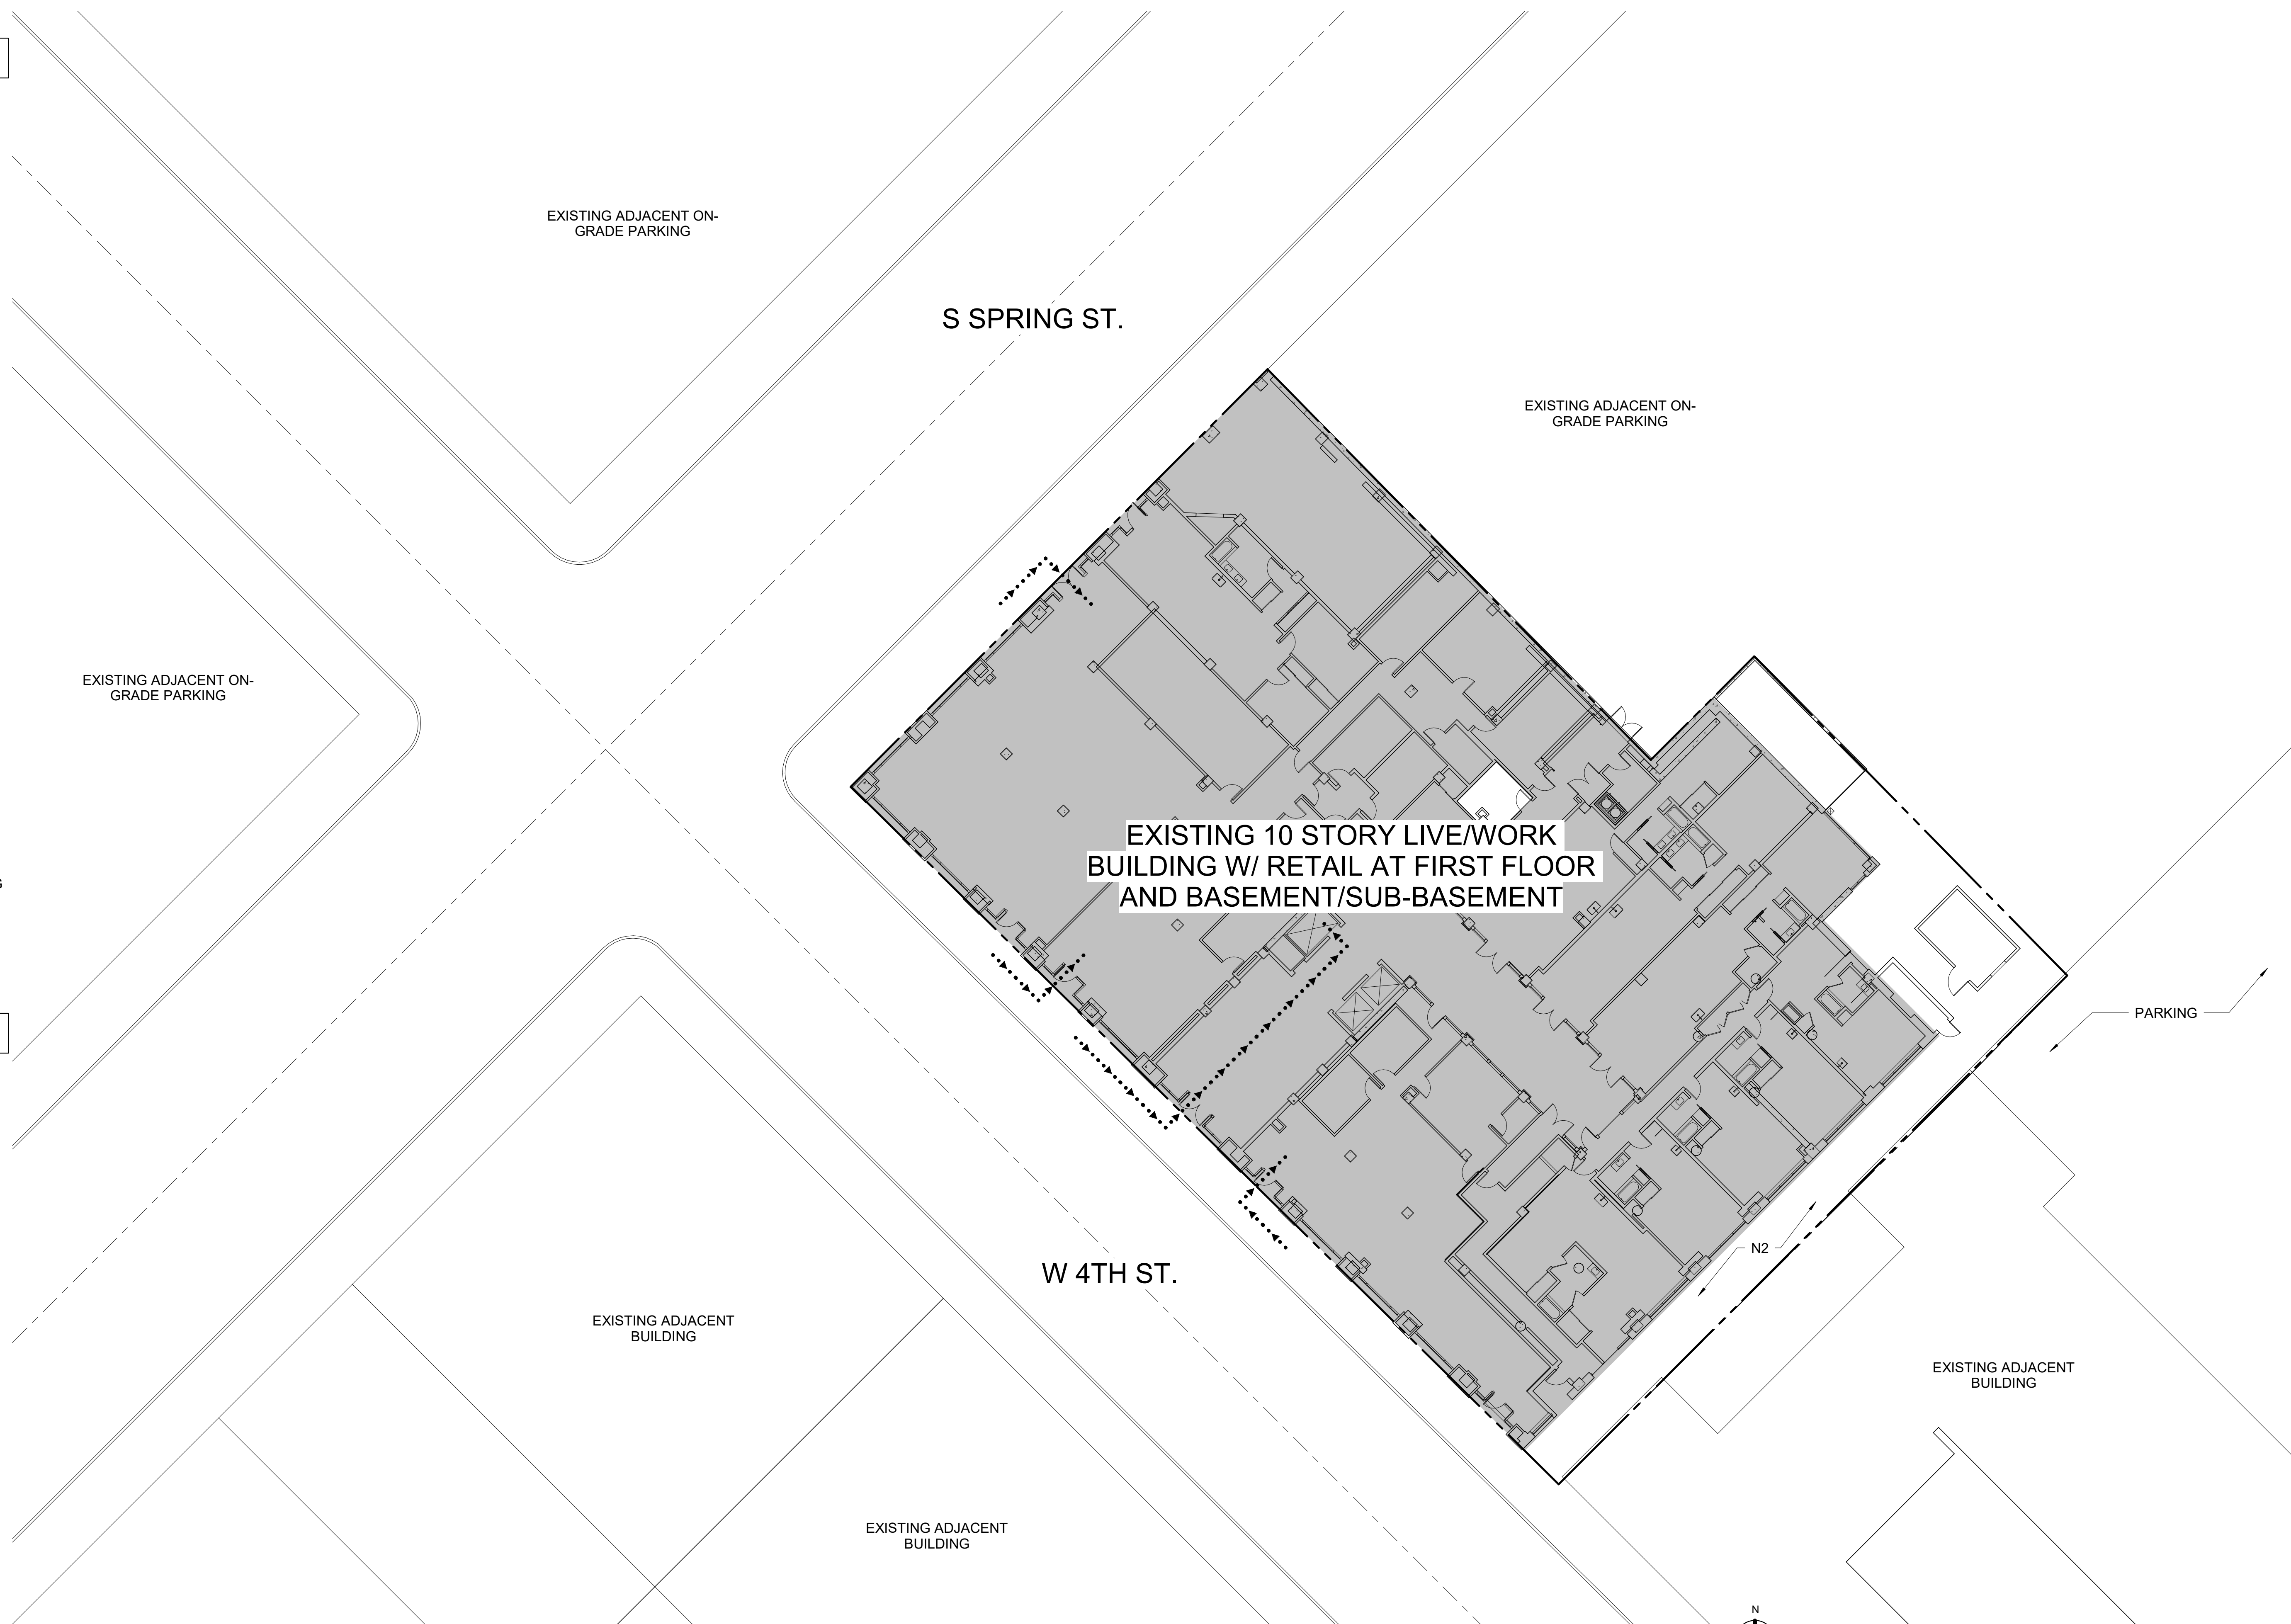 EXISTING ADJACENT ON-
GRADE PARKING
S SPRING ST.
EXISTING ADJACENT ON-
GRADE PARKING
EXISTING ADJACENT ON-
GRADE PARKING
EXISTING 10 STORY LIVE/WORK
BUILDING W/ RETAIL AT FIRST FLOOR
AND BASEMENT/SUB-BASEMENT
PARKING
N2
W 4TH ST.
EXISTING ADJACENT
BUILDING
EXISTING ADJACENT
BUILDING
EXISTING ADJACENT
BUILDING
N